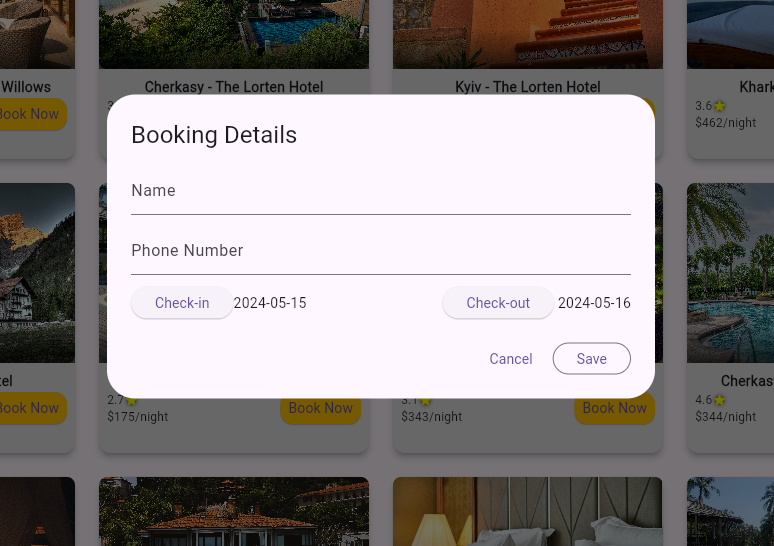 Willows
Cherkasy - The Lorten Hotel
Kyiv - The Lorten Hotel
Khark
Book Now
3.6
$462/night
Booking Details
Name
Phone Number
Check-in
2024-05-15
Check-out
2024-05-16
Cancel
Save
tel
Cherkas
Book Now
2.7
$175/night
Book Now
3.1
$343/night
Book Now
4.6
$344/night